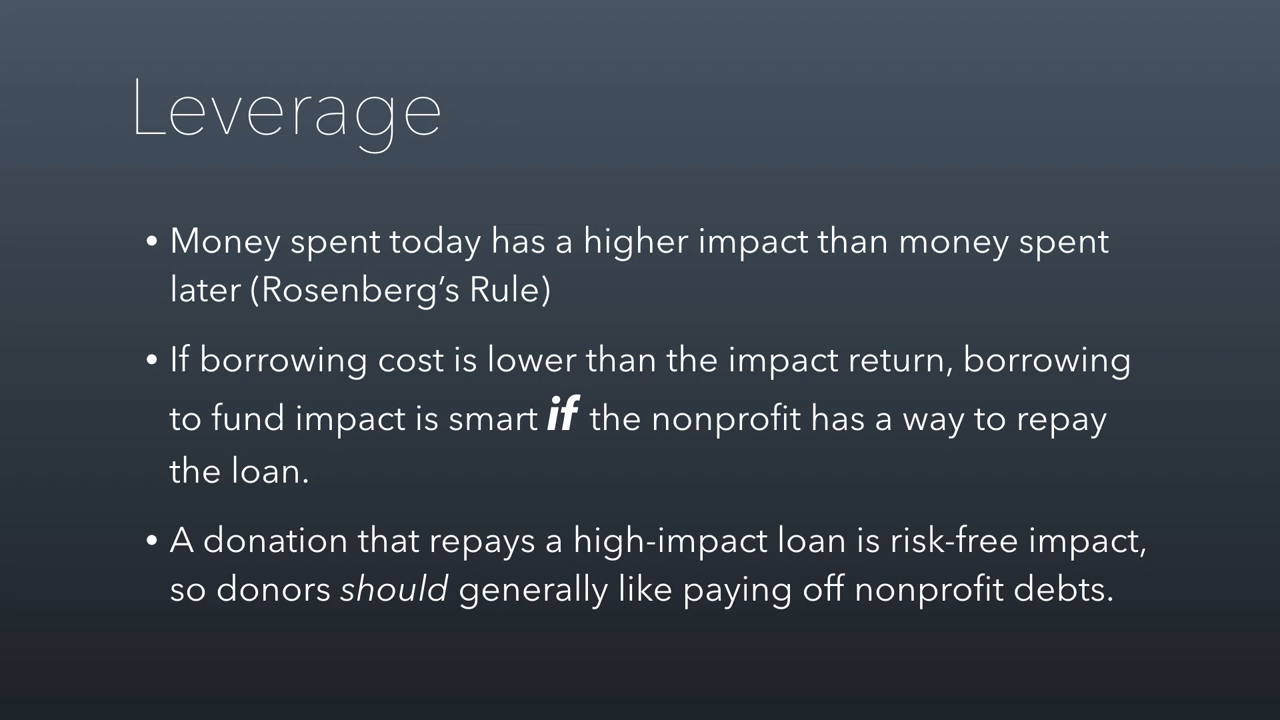 Leverage
• Money spent today has a higher impact than money spent
later (Rosenberg’s Rule)
• If borrowing cost is lower than the impact return, borrowing
to fund impact is smart if the nonprofit has a way to repay
the loan.
• A donation that repays a high-impact loan is risk-free impact,
so donors should generally like paying off nonprofit debts.